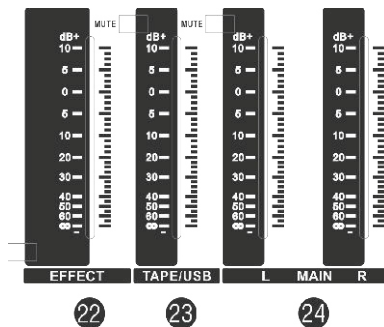 MUTE MUTE
dB+ dB+ dB+ dB+
10 10 10 10
5 5 5 5
0 0 0 0
5 5 5 5
10 10 10 10
20 20 20 20
30 30 30 30
40 40 40 40
50 50 50 50
60 60 60 60
∞ ∞ ∞ ∞
- - - -
EFFECT TAPE/USB L MAIN R
22 23 24